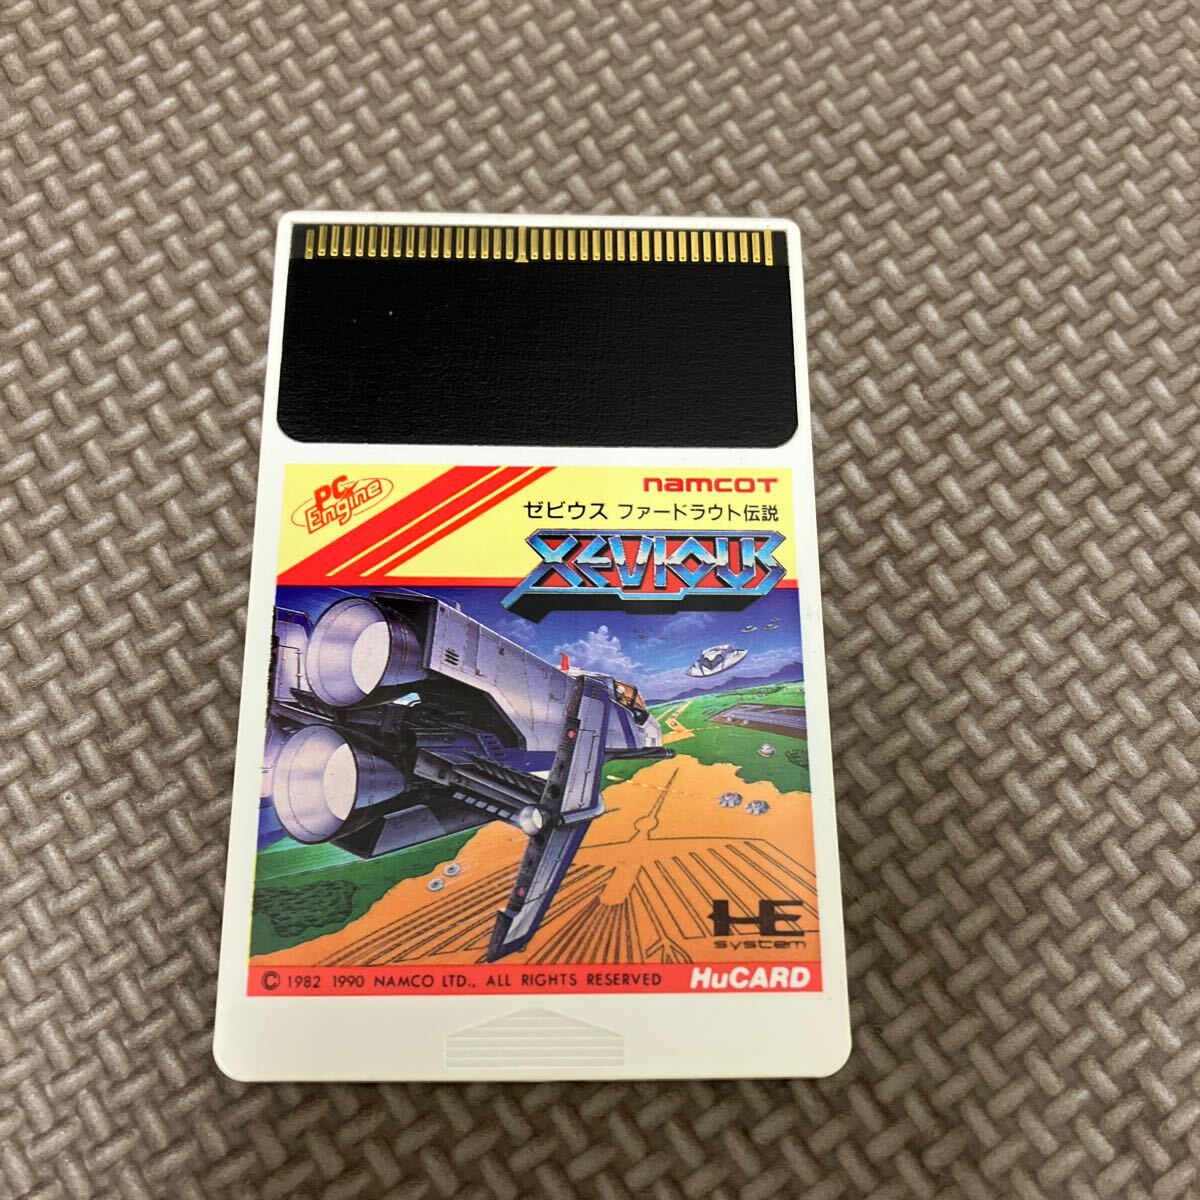 PC Engine
namcoT
ゼビウス ファードラウト伝説
XEVIOUS
HE
system
© 1982 1990 NAMCO LTD., ALL RIGHTS RESERVED
HuCARD